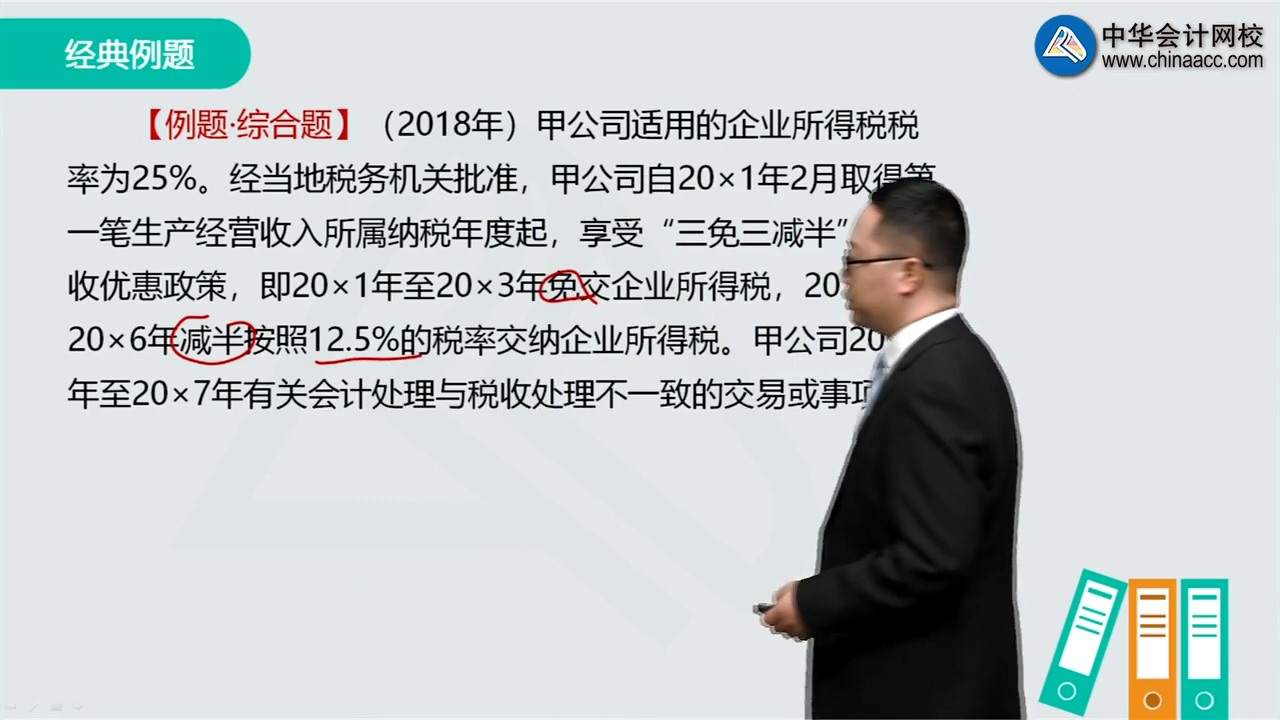 经典例题
中华会计网校
www.chinaacc.com
【例题·综合题】（2018年）甲公司适用的企业所得税税
率为25%。经当地税务机关批准，甲公司自20×1年2月取得第
一笔生产经营收入所属纳税年度起，享受“三免三减半”
收优惠政策，即20×1年至20×3年免交企业所得税，20
20×6年减半按照12.5%的税率交纳企业所得税。甲公司20
年至20×7年有关会计处理与税收处理不一致的交易或事项